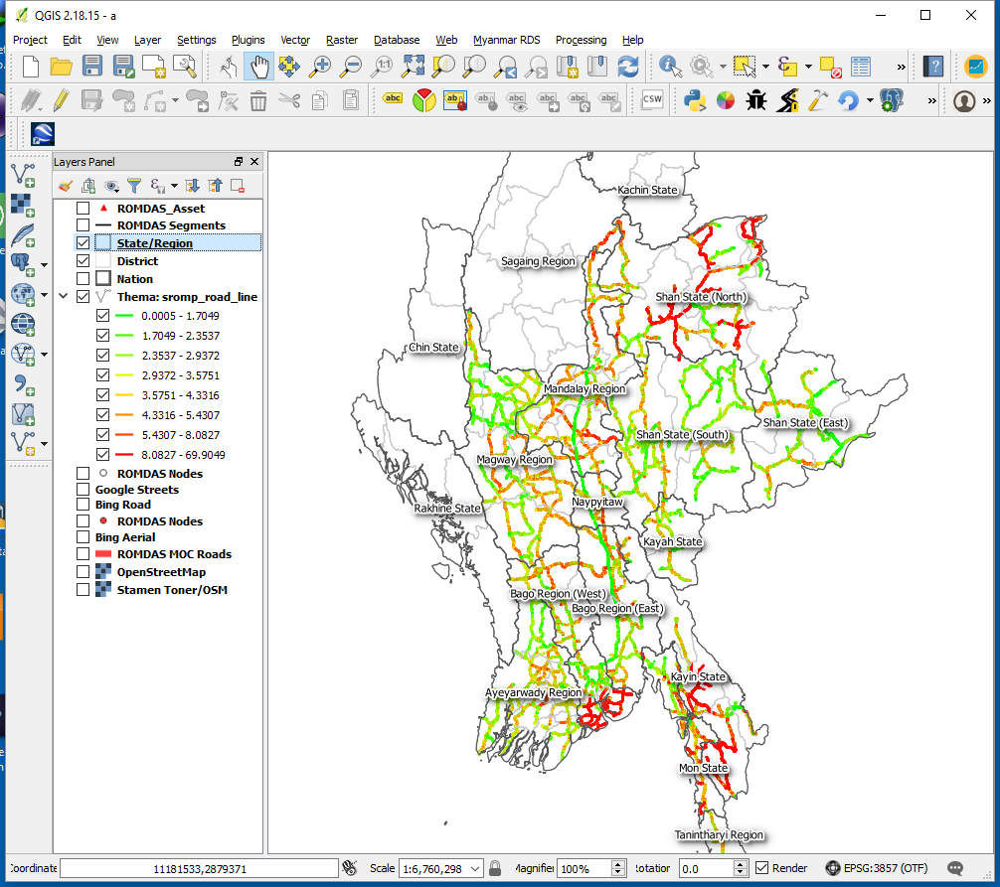 QGIS 2.18.15 - a
Project Edit View Layer Settings Plugins Vector Raster Database Web Myanmar RDS Processing Help
1:1
abc ab abc abc abc abc abc CSW
Layers Panel
ROMDAS_Asset
ROMDAS Segments
State/Region
District
Nation
Thema: sromp_road_line
0.0005 - 1.7049
1.7049 - 2.3537
2.3537 - 2.9372
2.9372 - 3.5751
3.5751 - 4.3316
4.3316 - 5.4307
5.4307 - 8.0827
8.0827 - 69.9049
ROMDAS Nodes
Google Streets
Bing Road
ROMDAS Nodes
Bing Aerial
ROMDAS MOC Roads
OpenStreetMap
Stamen Toner/OSM
Kachin State
Sagaing Region
Shan State (North)
Chin State
Mandalay Region
Shan State (East)
Shan State (South)
Magway Region
Naypyitaw
Rakhine State
Kayah State
Bago Region (West)
Bago Region (East)
Kayin State
Ayeyarwady Region
Mon State
Tanintharyi Region
Coordinate 11181533,2879371 Scale 1:6,760,298 Magnifier 100% Rotation 0.0 Render EPSG:3857 (OTF)